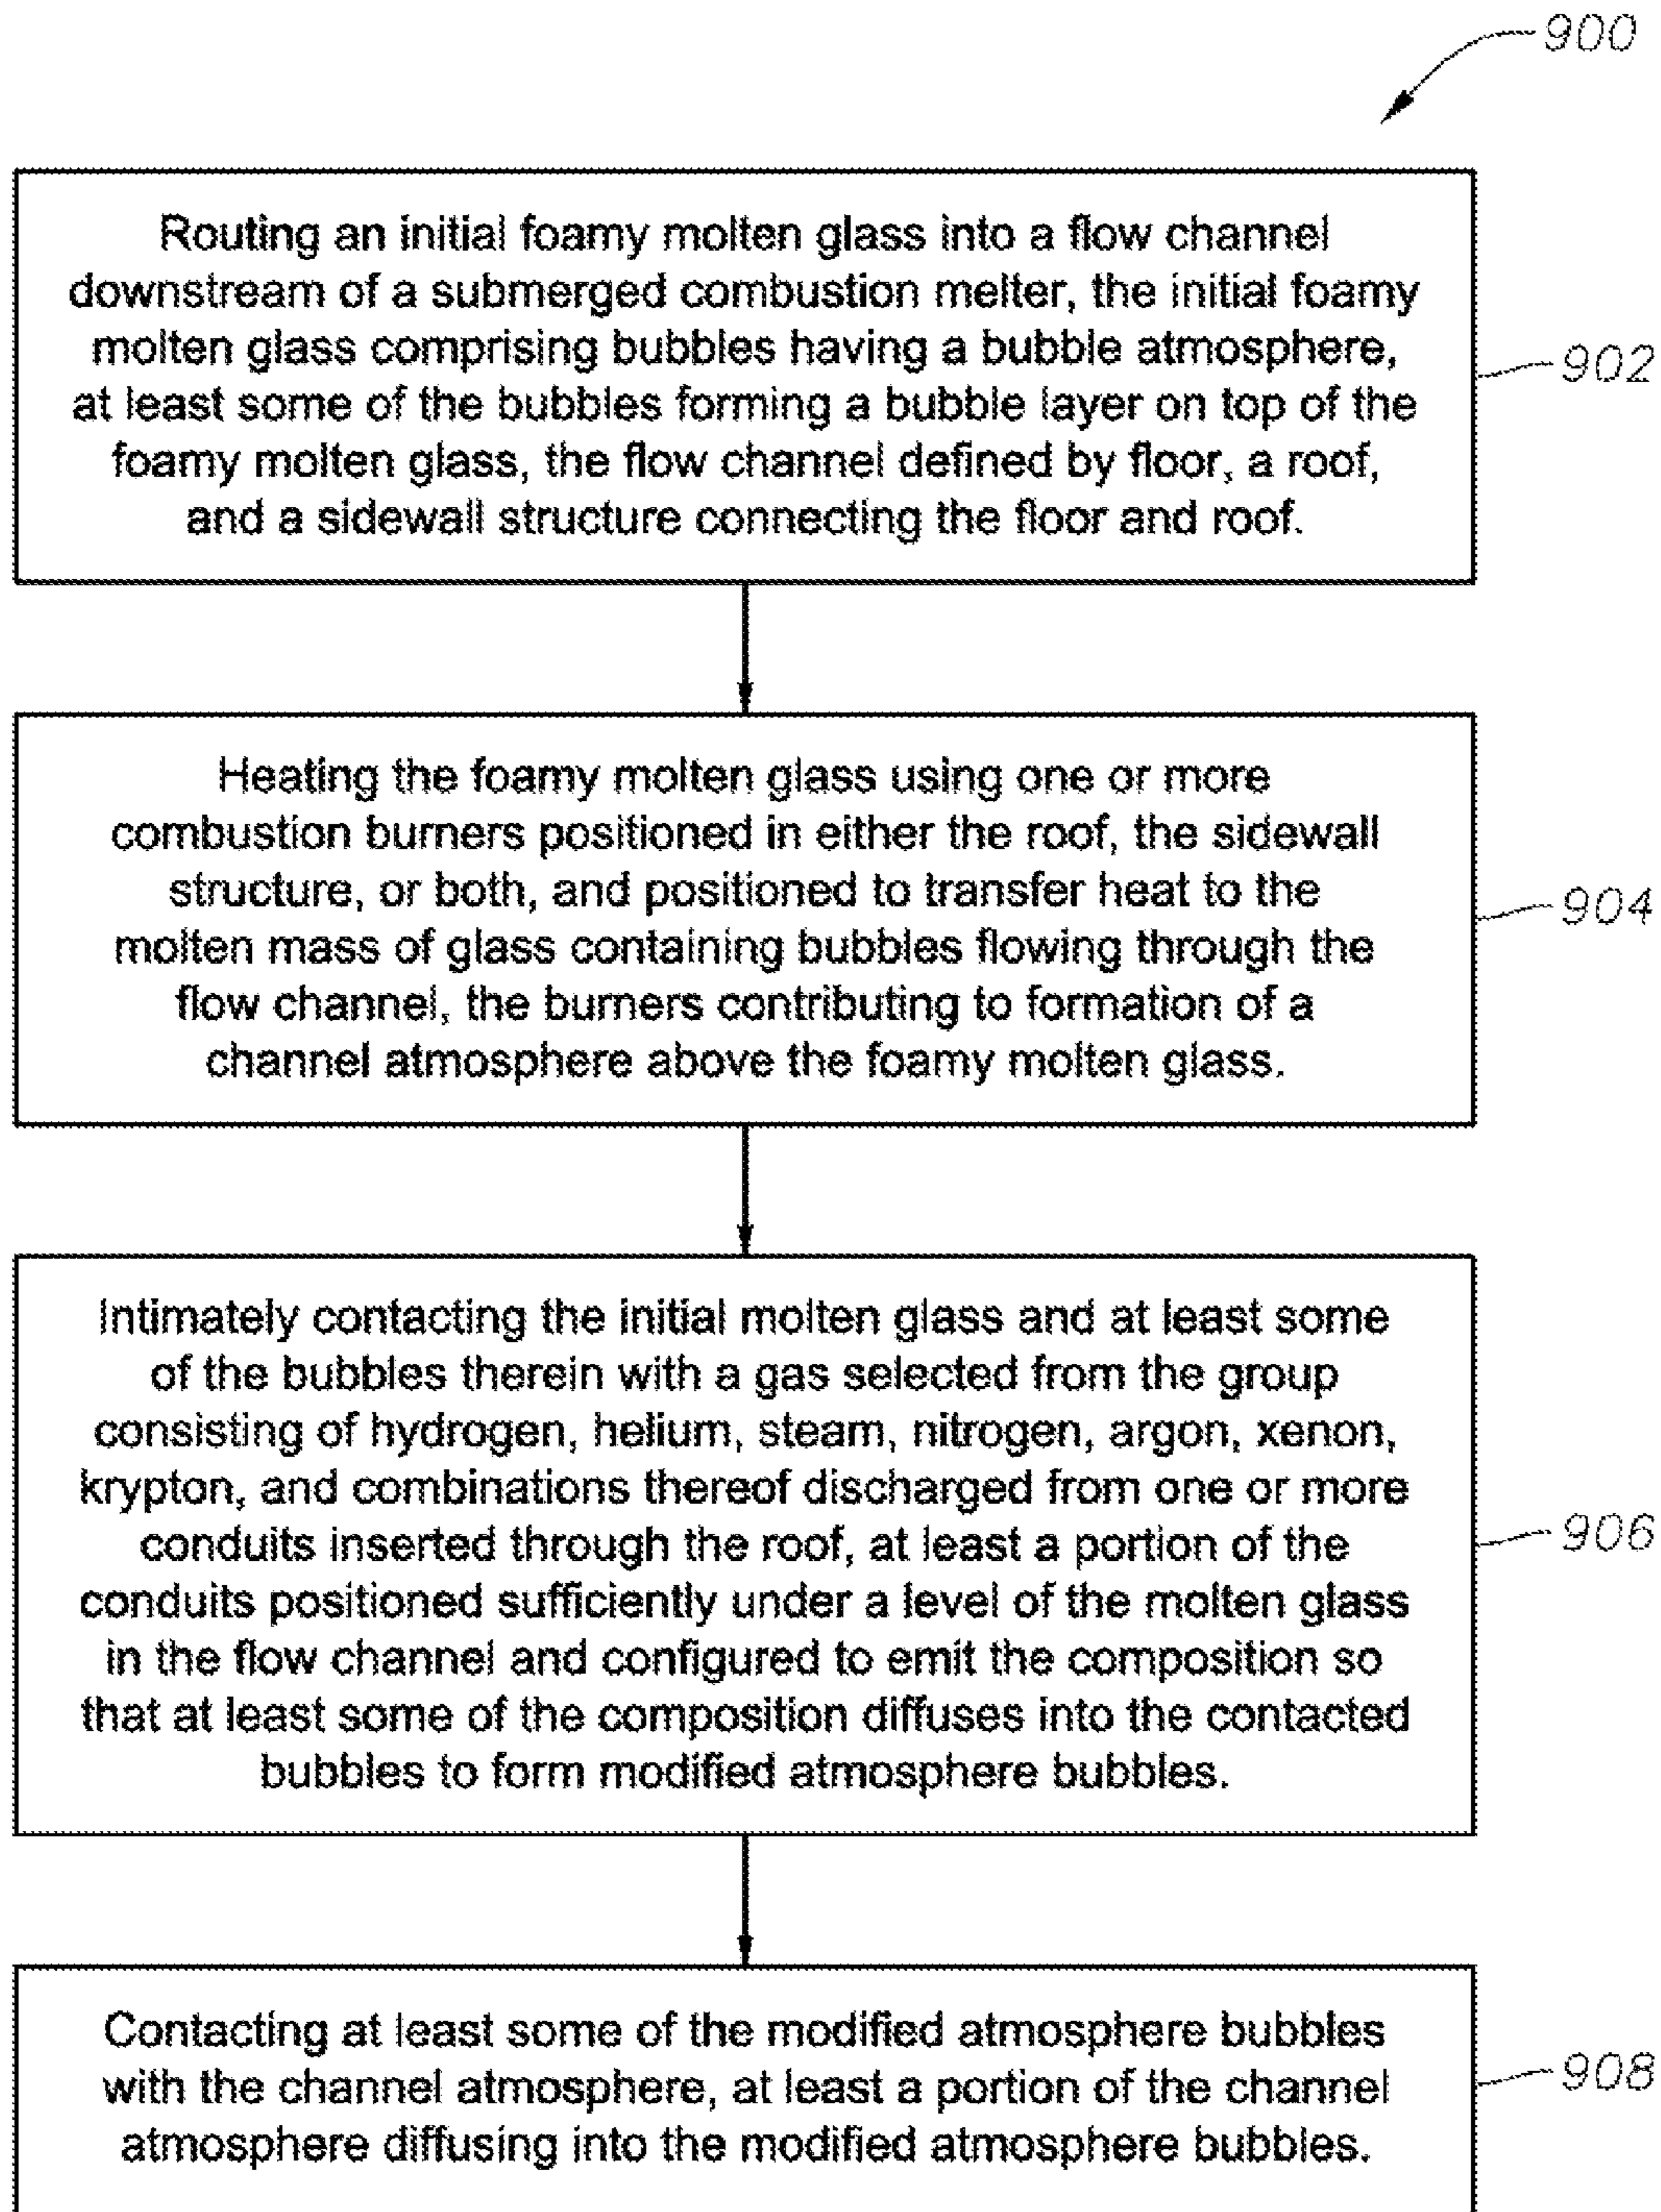 900
Routing an initial foamy molten glass into a flow channel
downstream of a submerged combustion melter, the initial foamy
molten glass comprising bubbles having a bubble atmosphere,
at least some of the bubbles forming a bubble layer on top of the
foamy molten glass, the flow channel defined by floor, a roof,
and a sidewall structure connecting the floor and roof.
902
Heating the foamy molten glass using one or more
combustion burners positioned in either the roof, the sidewall
structure, or both, and positioned to transfer heat to the
molten mass of glass containing bubbles flowing through the
flow channel, the burners contributing to formation of a
channel atmosphere above the foamy molten glass.
904
Intimately contacting the initial molten glass and at least some
of the bubbles therein with a gas selected from the group
consisting of hydrogen, helium, steam, nitrogen, argon, xenon,
krypton, and combinations thereof discharged from one or more
conduits inserted through the roof, at least a portion of the
conduits positioned sufficiently under a level of the molten glass
in the flow channel and configured to emit the composition so
that at least some of the composition diffuses into the contacted
bubbles to form modified atmosphere bubbles.
906
Contacting at least some of the modified atmosphere bubbles
with the channel atmosphere, at least a portion of the channel
atmosphere diffusing into the modified atmosphere bubbles.
908